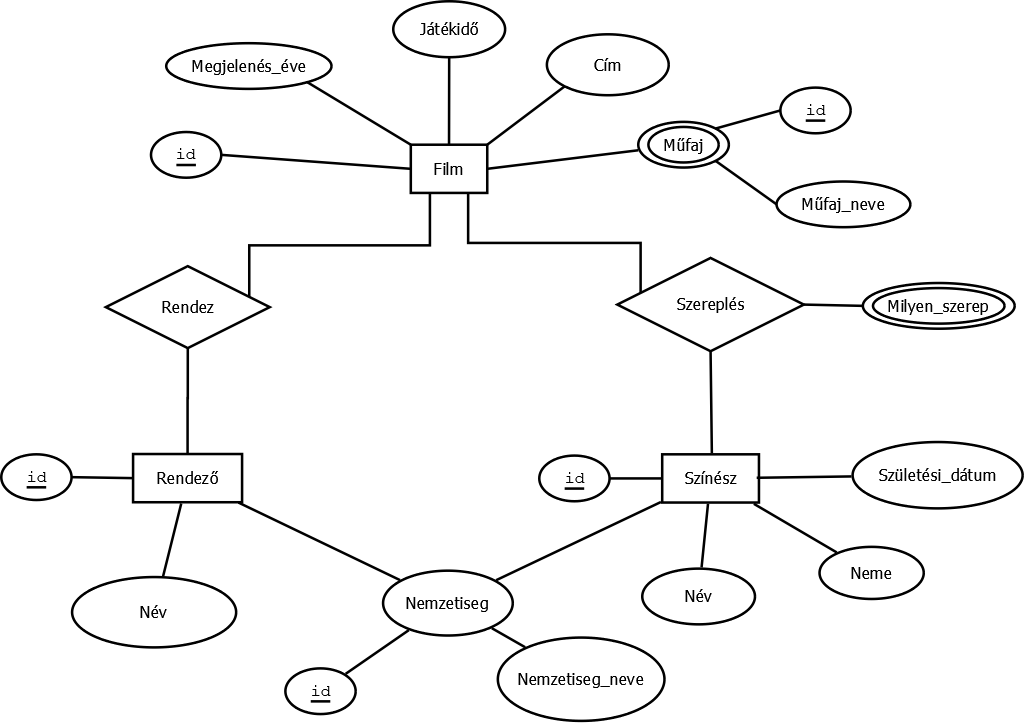 Játékidő
Megjelenés_éve
Cím
id
id
Film
Műfaj
Műfaj_neve
Rendez
Szereplés
Milyen_szerep
id
Rendező
id
Színész
Születési_dátum
Név
Nemzetiseg
Név
Neme
id
Nemzetiseg_neve